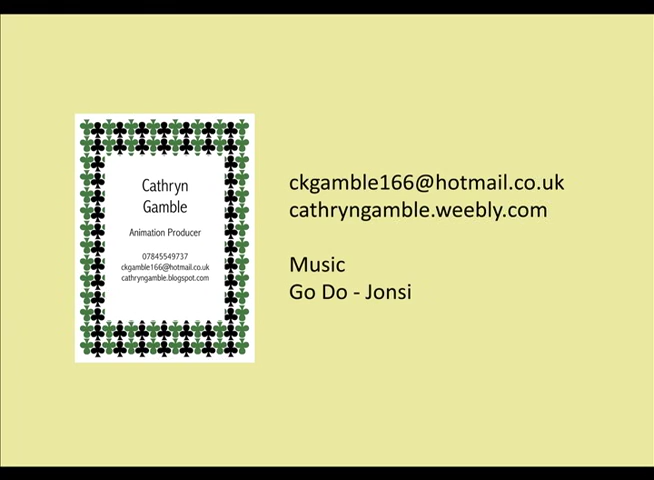 Cathryn
Gamble
Animation Producer
07845549737
ckgamble166@hotmail.co.uk
cathryngamble.blogspot.com
ckgamble166@hotmail.co.uk
cathryngamble.weebly.com
Music
Go Do - Jonsi